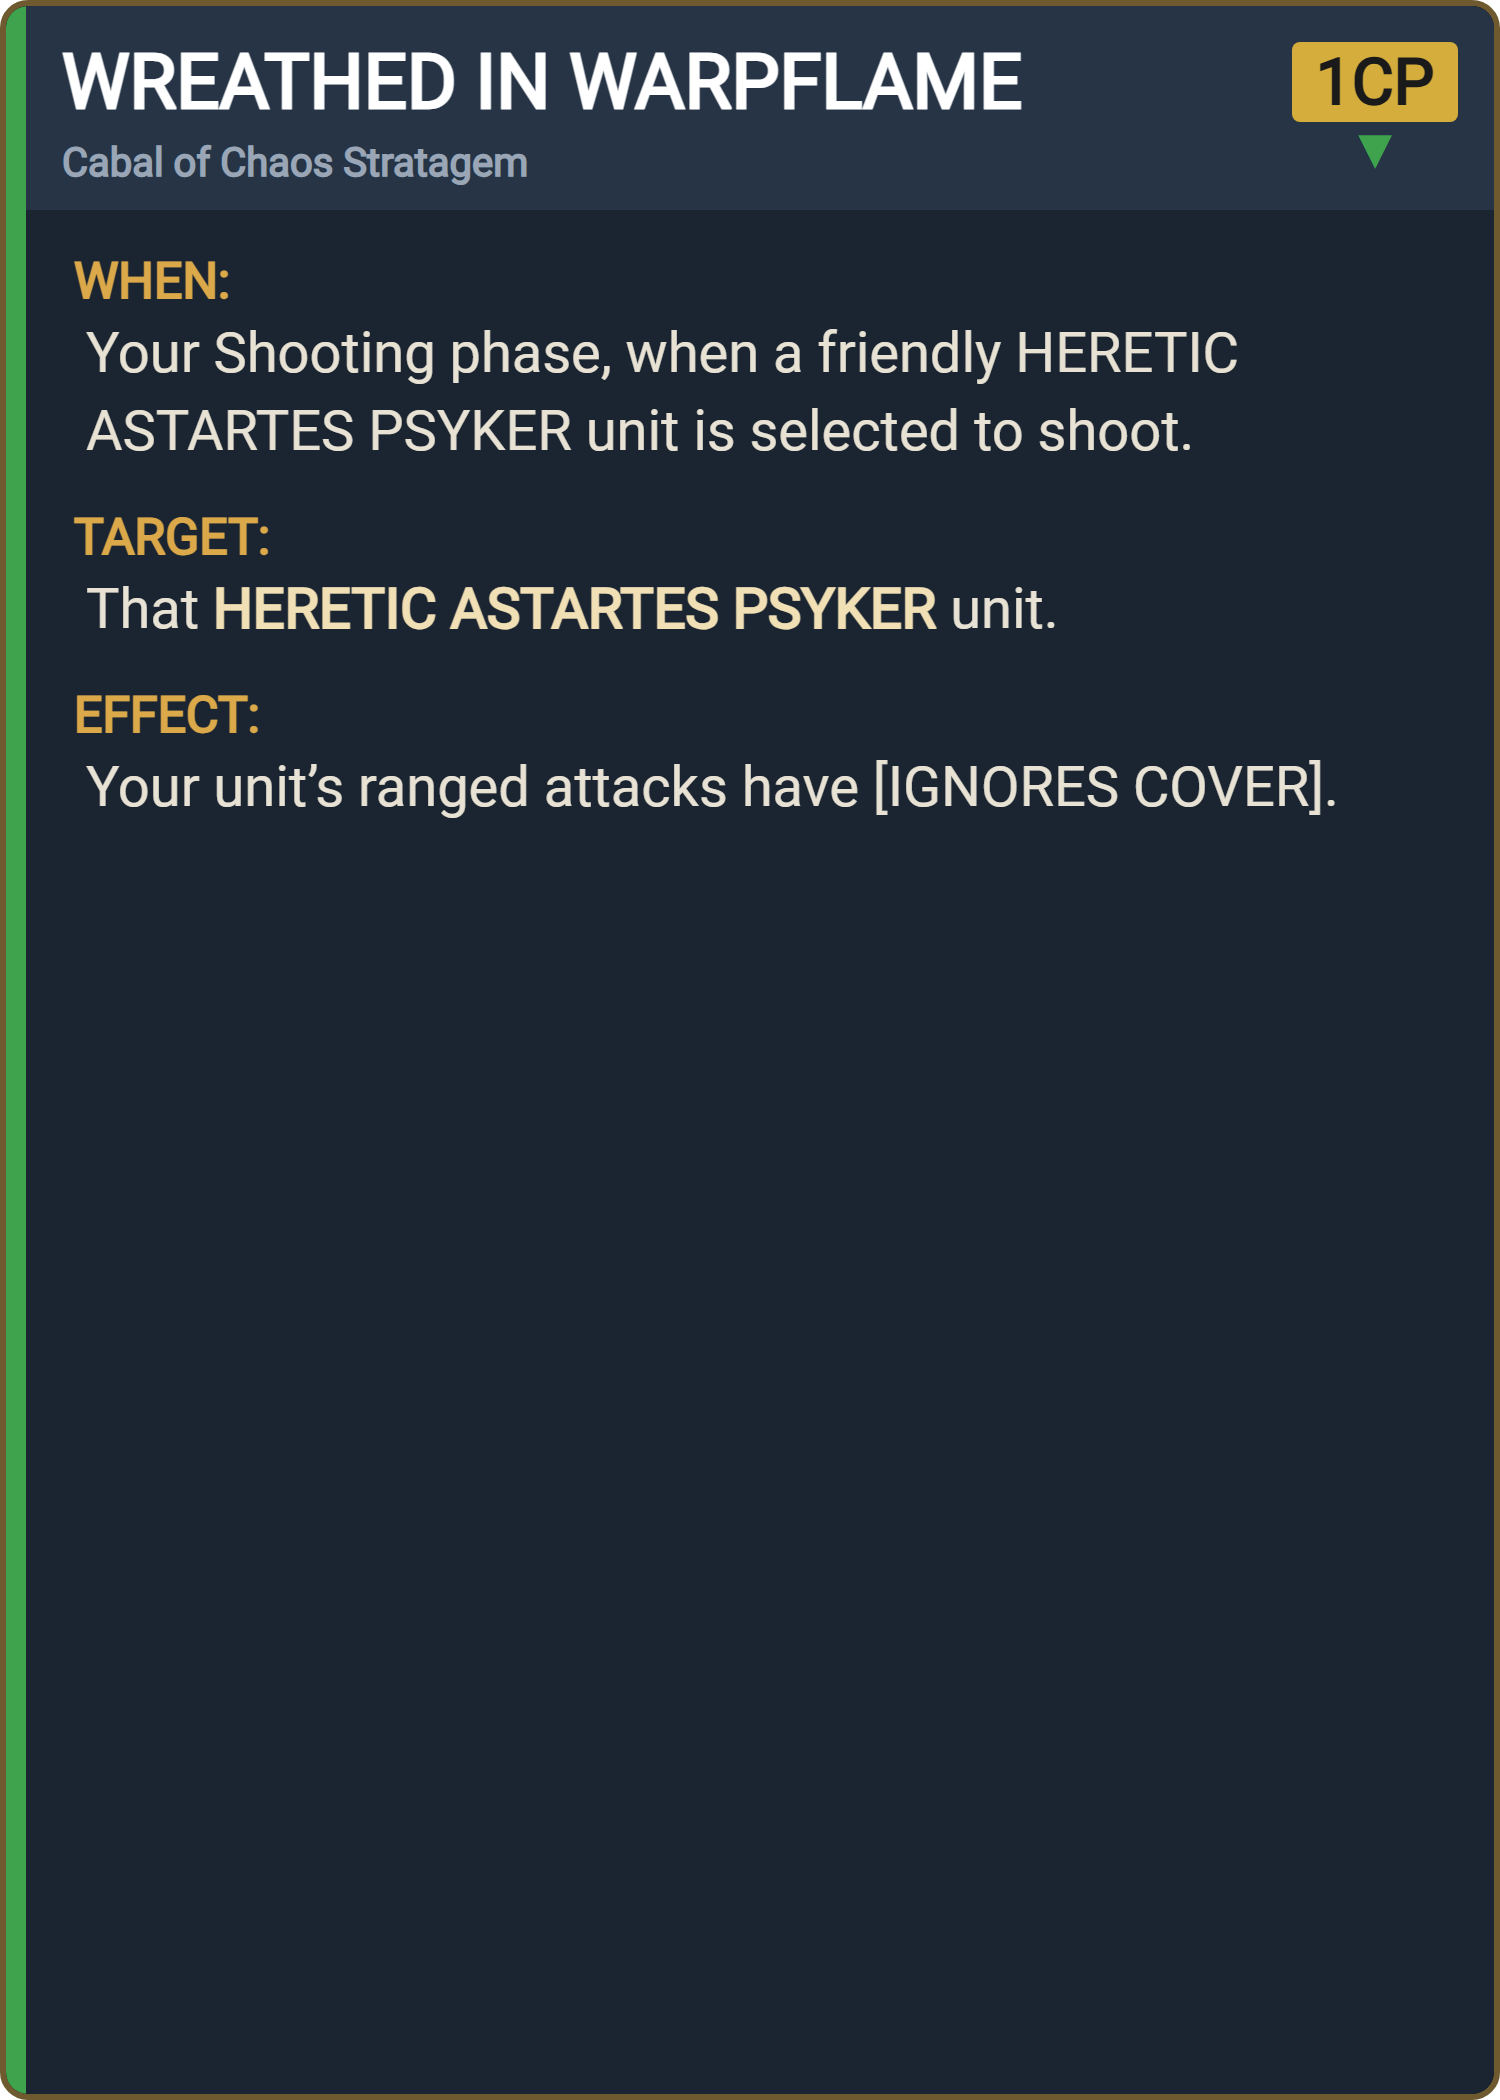 WREATHED IN WARPFLAME
1CP
Cabal of Chaos Stratagem
WHEN:
Your Shooting phase, when a friendly HERETIC
ASTARTES PSYKER unit is selected to shoot.
TARGET:
That HERETIC ASTARTES PSYKER unit.
EFFECT:
Your unit’s ranged attacks have [IGNORES COVER].